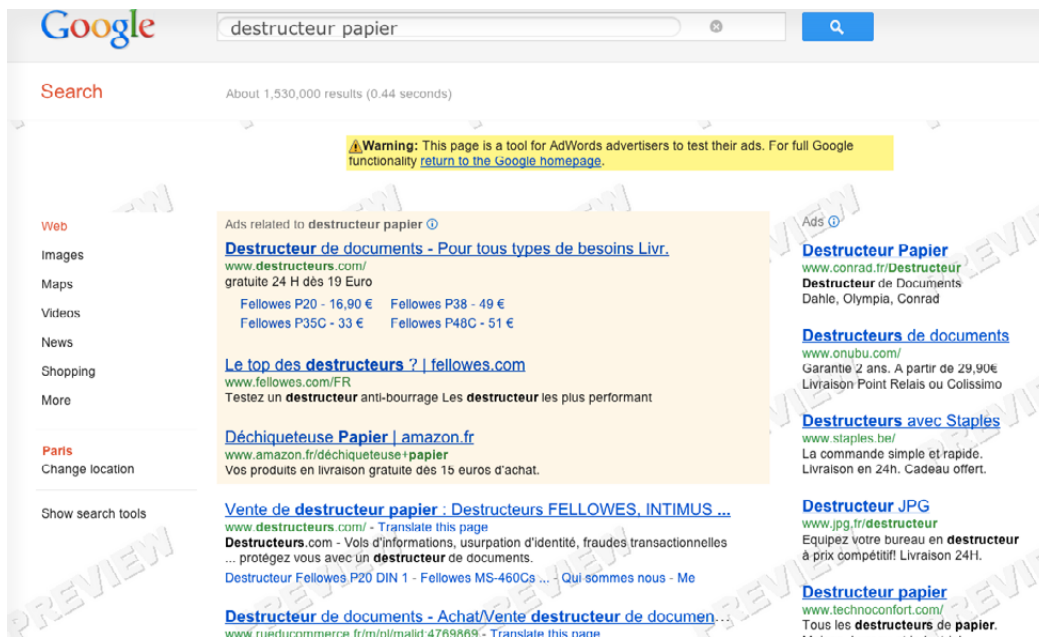 Google
destructeur papier
Search
About 1,530,000 results (0.44 seconds)
Warning: This page is a tool for AdWords advertisers to test their ads. For full Google
functionality return to the Google homepage.
Web
Images
Maps
Videos
News
Shopping
More
Paris
Change location
Show search tools
Ads related to destructeur papier
Destructeur de documents - Pour tous types de besoins Livr.
www.destructeurs.com/
gratuite 24 H dès 19 Euro
Fellowes P20 - 16,90 € Fellowes P38 - 49 €
Fellowes P35C - 33 € Fellowes P48C - 51 €
Le top des destructeurs ? | fellowes.com
www.fellowes.com/FR
Testez un destructeur anti-bourrage Les destructeur les plus performant
Déchiqueteuse Papier | amazon.fr
www.amazon.fr/déchiqueteuse+papier
Vos produits en livraison gratuite dès 15 euros d'achat.
Vente de destructeur papier : Destructeurs FELLOWES, INTIMUS ...
www.destructeurs.com/ - Translate this page
Destructeurs.com - Vols d'informations, usurpation d'identité, fraudes transactionnelles
... protégez vous avec un destructeur de documents.
Destructeur Fellowes P20 DIN 1 - Fellowes MS-460Cs ... - Qui sommes nous - Me
Destructeur de documents - Achat/Vente destructeur de documen...
www.rueducommerce.fr/m/pl/malid:4769869 - Translate this page
Ads
Destructeur Papier
www.conrad.fr/Destructeur
Destructeur de Documents
Dahle, Olympia, Conrad
Destructeurs de documents
www.onubu.com/
Garantie 2 ans. A partir de 29,90€
Livraison Point Relais ou Colissimo
Destructeurs avec Staples
www.staples.be/
La commande simple et rapide.
Livraison en 24h. Cadeau offert.
Destructeur JPG
www.jpg.fr/destructeur
Equipez votre bureau en destructeur
à prix compétitif! Livraison 24H.
Destructeur papier
www.technoconfort.com/
Tous les destructeurs de papier.
PREVIEW
PREVIEW
PREVIEW
PREVIEW